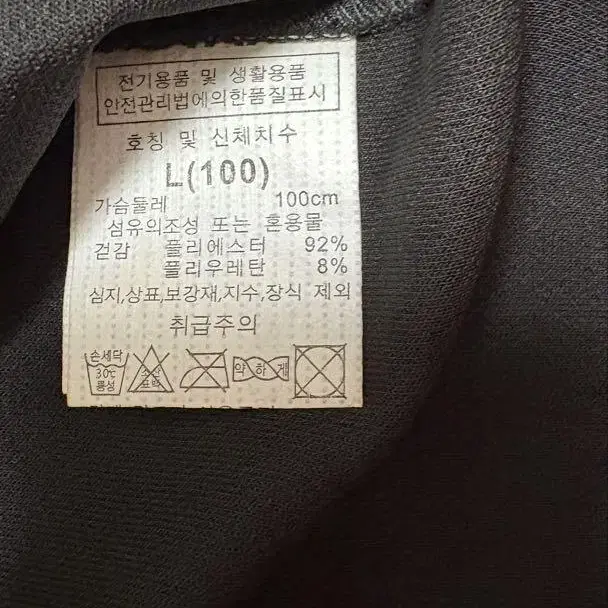 전기용품 및 생활용품
안전관리법에의한품질표시
호칭 및 신체치수
L(100)
가슴둘레 100cm
섬유의조성 또는 혼용물
겉감 폴리에스터 92%
폴리우레탄 8%
심지,상표,보강재,지수,장식 제외
취급주의
손세탁
30℃
중성
약하게